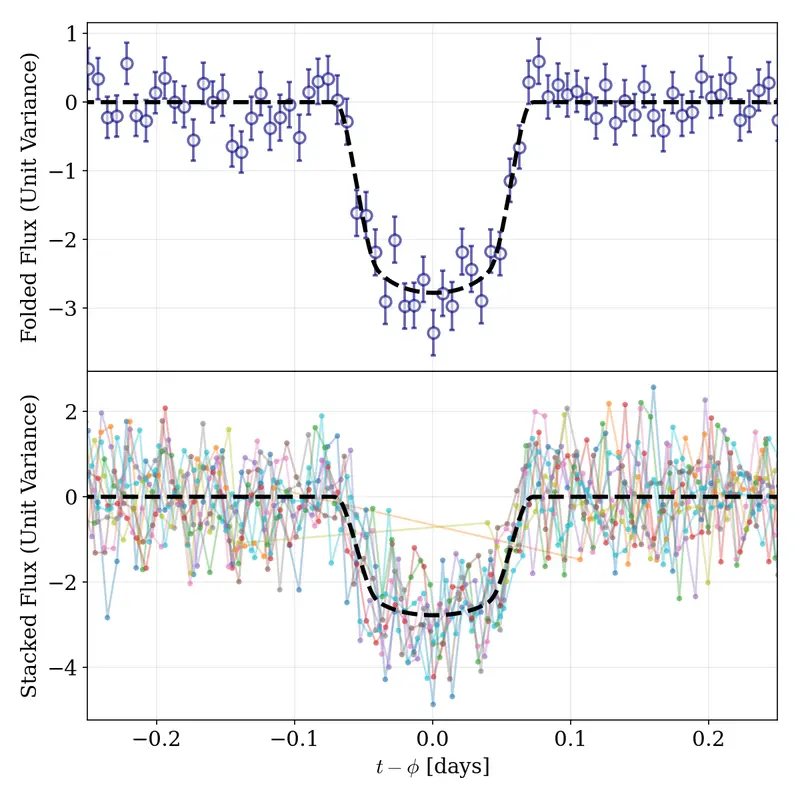 Folded Flux (Unit Variance)
1
0
−1
−2
−3
Stacked Flux (Unit Variance)
2
0
−2
−4
−0.2 −0.1 0.0 0.1 0.2
t − ϕ [days]